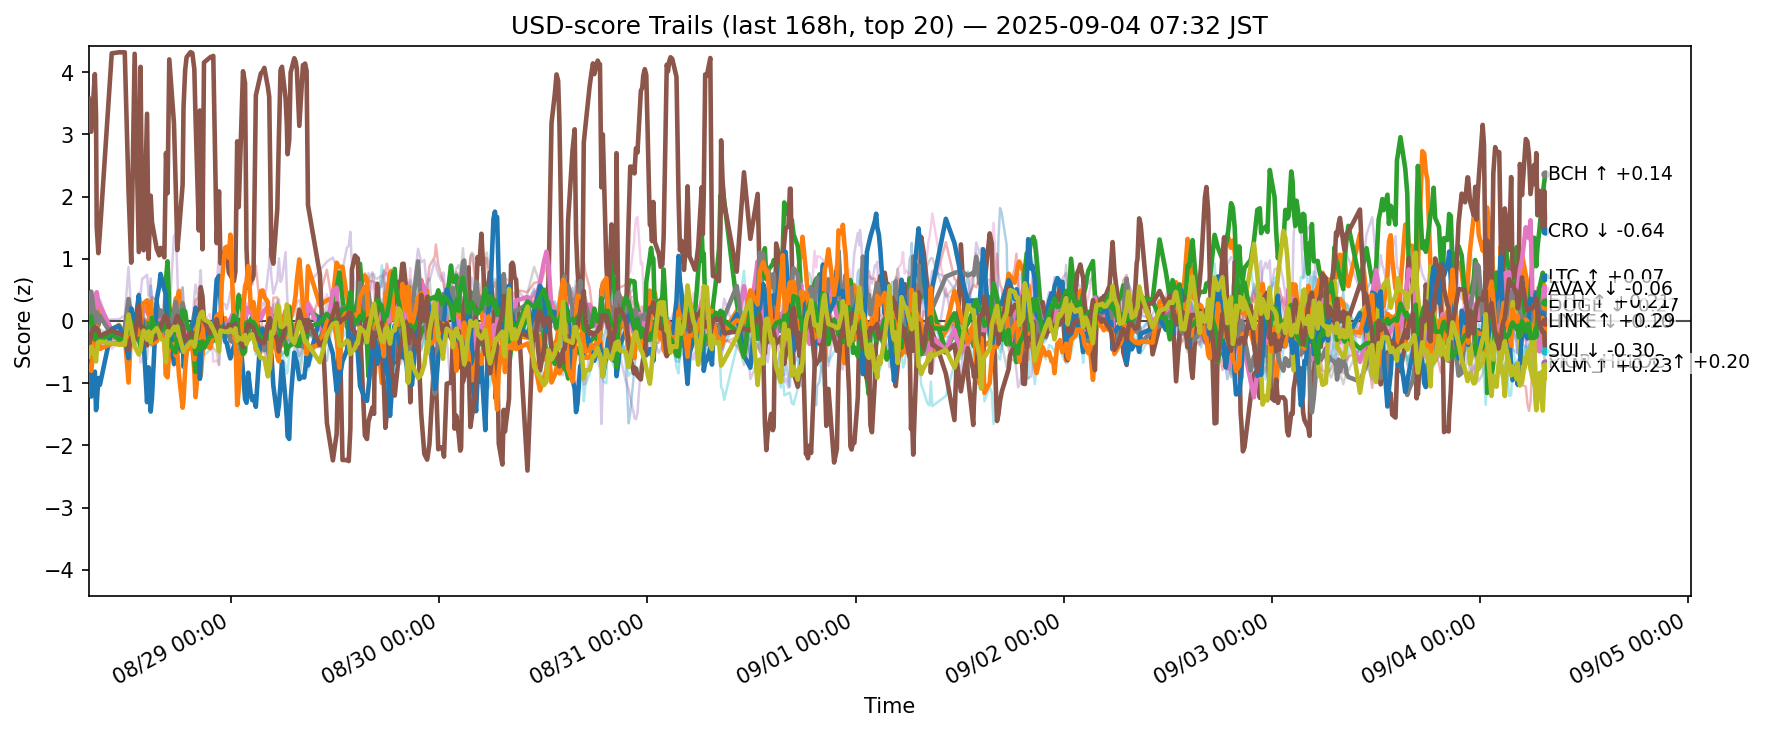 USD-score Trails (last 168h, top 20) — 2025-09-04 07:32 JST
Score (z)
4
3
2
1
0
−1
−2
−3
−4
BCH ↑ +0.14
CRO ↓ -0.64
LTC ↑ +0.07
AVAX ↓ -0.06
LINK ↑ +0.29
SUI ↓ -0.30
XLM ↑ +0.23
↑ +0.20
08/29 00:00
08/30 00:00
08/31 00:00
09/01 00:00
09/02 00:00
09/03 00:00
09/04 00:00
09/05 00:00
Time